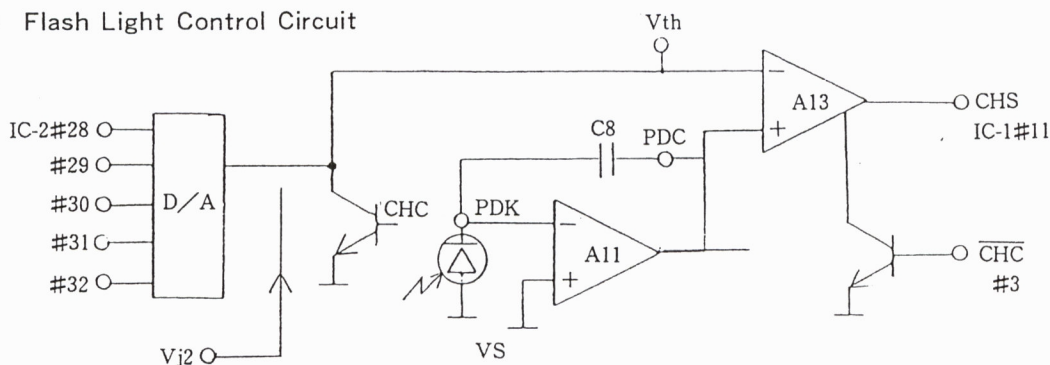 Flash Light Control Circuit
Vth
A13
CHS
IC-1#11
IC-2#28
#29
#30
#31
#32
D/A
C8
PDC
CHC
PDK
A11
CHC
#3
VS
Vj2